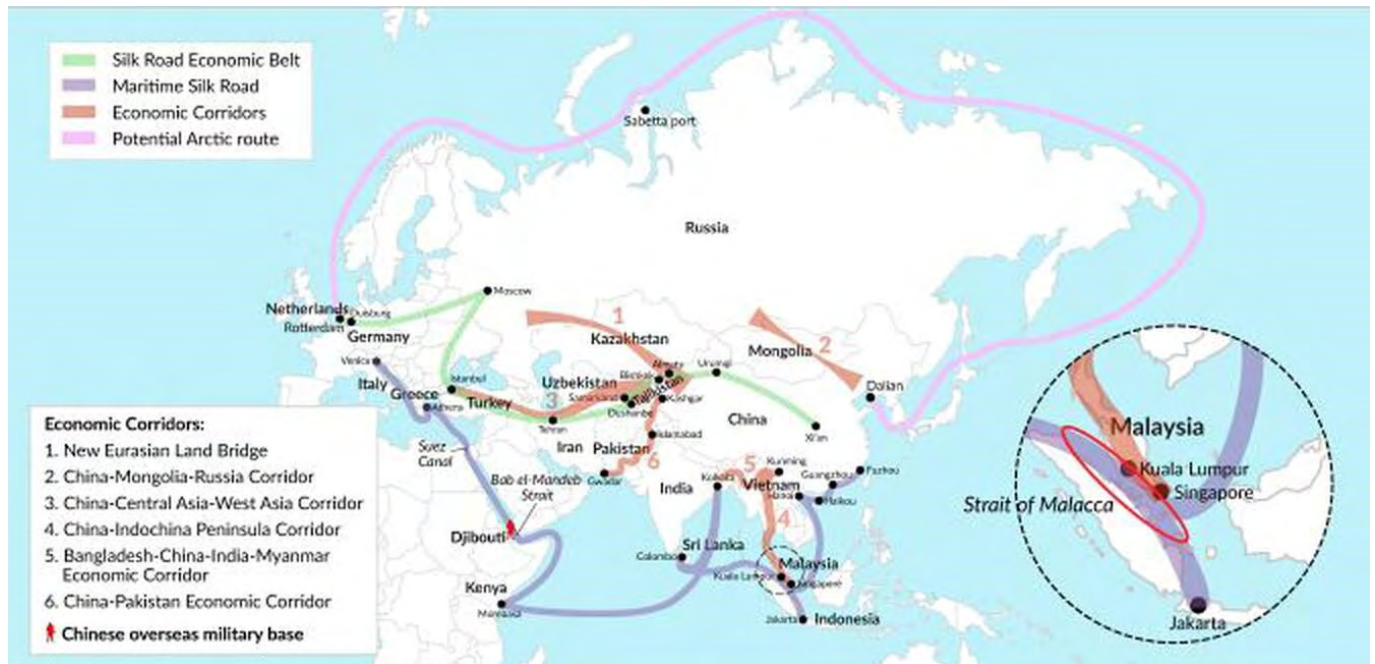 Silk Road Economic Belt
Maritime Silk Road
Economic Corridors
Potential Arctic route
Sabetta port
Russia
Moscow
Netherlands
Duisburg
Rotterdam
Germany
1
Kazakhstan
Mongolia
2
Venice
Almaty
Urumqi
Bishkek
Italy
Istanbul
Uzbekistan
Tajikistan
Dalian
Greece
Turkey
3
Samarkand
Kashgar
Athens
Dushanbe
China
Tehran
Xi'an
Iran
Pakistan
Islamabad
Suez
Canal
6
Gwadar
5
Kunming
Fuzhou
Guangzhou
Bab el-Mandeb
Strait
India
Kolkata
Vietnam
Hanoi
Haikou
4
Djibouti
Colombo
Sri Lanka
Malaysia
Kuala Lumpur
Singapore
Kenya
Mombasa
Jakarta
Indonesia
Economic Corridors:
1. New Eurasian Land Bridge
2. China-Mongolia-Russia Corridor
3. China-Central Asia-West Asia Corridor
4. China-Indochina Peninsula Corridor
5. Bangladesh-China-India-Myanmar
Economic Corridor
6. China-Pakistan Economic Corridor
Chinese overseas military base
Malaysia
Kuala Lumpur
Singapore
Strait of Malacca
Jakarta